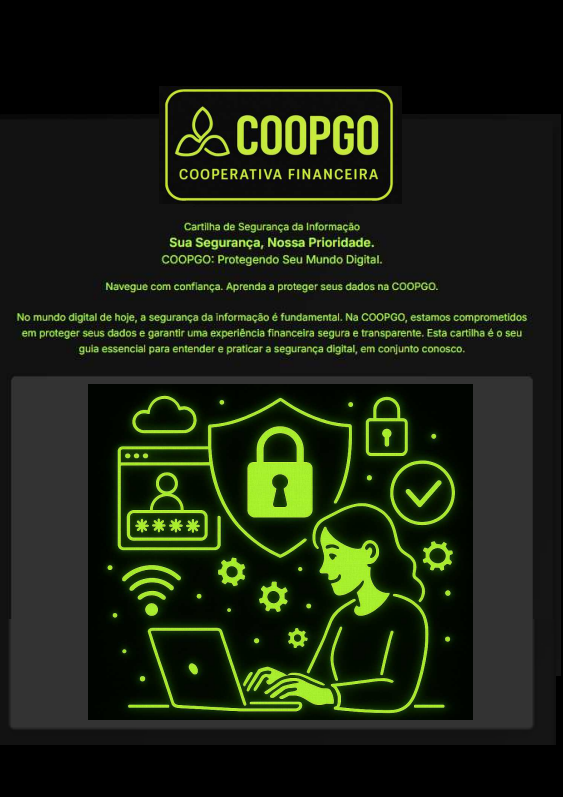 COOPGO
COOPERATIVA FINANCEIRA
Cartilha de Segurança da Informação
Sua Segurança, Nossa Prioridade.
COOPGO: Protegendo Seu Mundo Digital.
Navegue com confiança. Aprenda a proteger seus dados na COOPGO.
No mundo digital de hoje, a segurança da informação é fundamental. Na COOPGO, estamos comprometidos
em proteger seus dados e garantir uma experiência financeira segura e transparente. Esta cartilha é o seu
guia essencial para entender e praticar a segurança digital, em conjunto conosco.
****